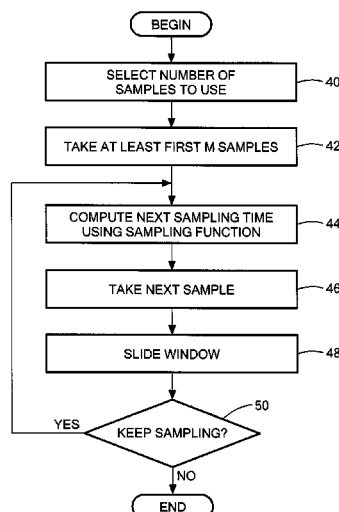 BEGIN
SELECT NUMBER OF
SAMPLES TO USE
40
TAKE AT LEAST FIRST M SAMPLES
42
COMPUTE NEXT SAMPLING TIME
USING SAMPLING FUNCTION
44
TAKE NEXT SAMPLE
46
SLIDE WINDOW
48
50
YES
KEEP SAMPLING?
NO
END